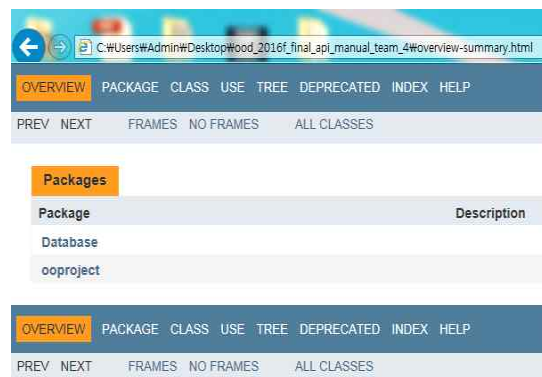 C:₩Users₩Admin₩Desktop₩ood_2016f_final_api_manual_team_4₩overview-summary.html
OVERVIEW PACKAGE CLASS USE TREE DEPRECATED INDEX HELP
PREV NEXT FRAMES NO FRAMES ALL CLASSES
Packages
Package Description
Database
ooproject
OVERVIEW PACKAGE CLASS USE TREE DEPRECATED INDEX HELP
PREV NEXT FRAMES NO FRAMES ALL CLASSES